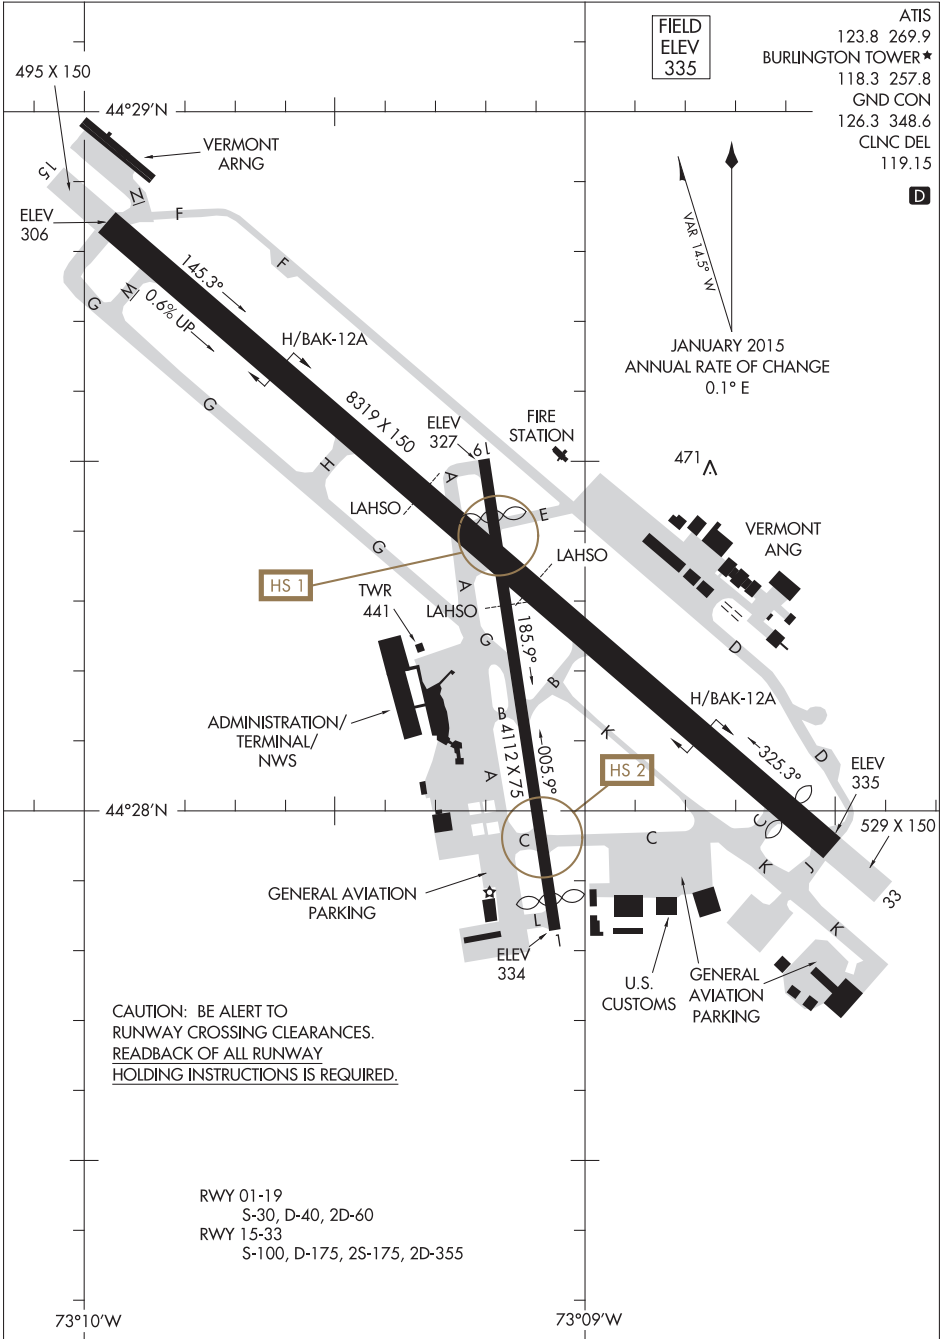 ATIS
123.8 269.9
BURLINGTON TOWER★
118.3 257.8
GND CON
126.3 348.6
CLNC DEL
119.15
D
FIELD
ELEV
335
495 X 150
44°29'N
VERMONT
ARNG
15
N
F
ELEV
306
F
VAR 14.5° W
145.3°
G
M
0.6% UP
H/BAK-12A
JANUARY 2015
ANNUAL RATE OF CHANGE
0.1° E
G
8319 X 150
ELEV
327
FIRE
STATION
19
471
H
A
LAHSO
E
VERMONT
ANG
G
LAHSO
HS 1
A
TWR
441
LAHSO
185.9°
G
D
B
H/BAK-12A
ADMINISTRATION/
TERMINAL/
NWS
B
4112 X 75
005.9°
K
325.3°
D
HS 2
A
ELEV
335
44°28'N
C
529 X 150
C
C
K
J
GENERAL AVIATION
PARKING
33
L
1
K
ELEV
334
U.S.
CUSTOMS
GENERAL
AVIATION
PARKING
CAUTION: BE ALERT TO
RUNWAY CROSSING CLEARANCES.
READBACK OF ALL RUNWAY
HOLDING INSTRUCTIONS IS REQUIRED.
RWY 01-19
S-30, D-40, 2D-60
RWY 15-33
S-100, D-175, 2S-175, 2D-355
73°10'W
73°09'W